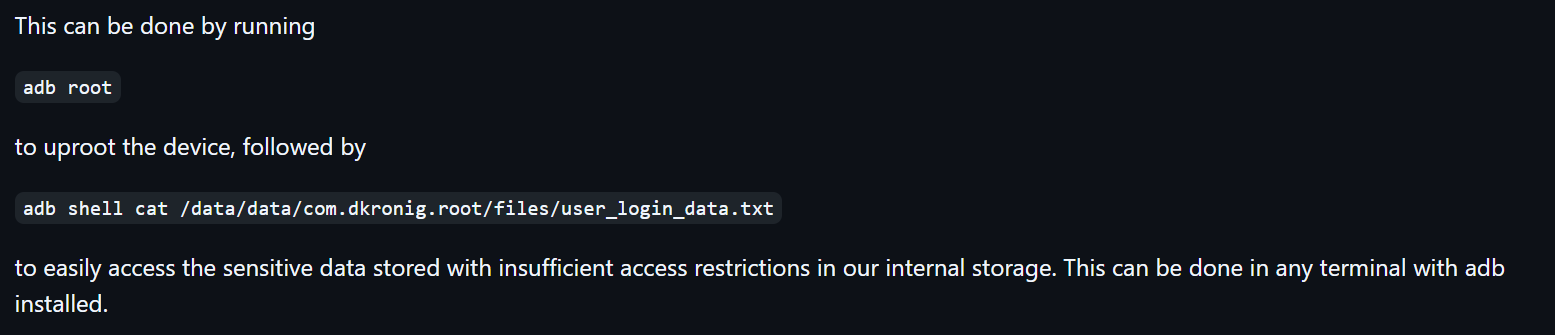 This can be done by running
adb root
to uproot the device, followed by
adb shell cat /data/data/com.dkronig.root/files/user_login_data.txt
to easily access the sensitive data stored with insufficient access restrictions in our internal storage. This can be done in any terminal with adb
installed.